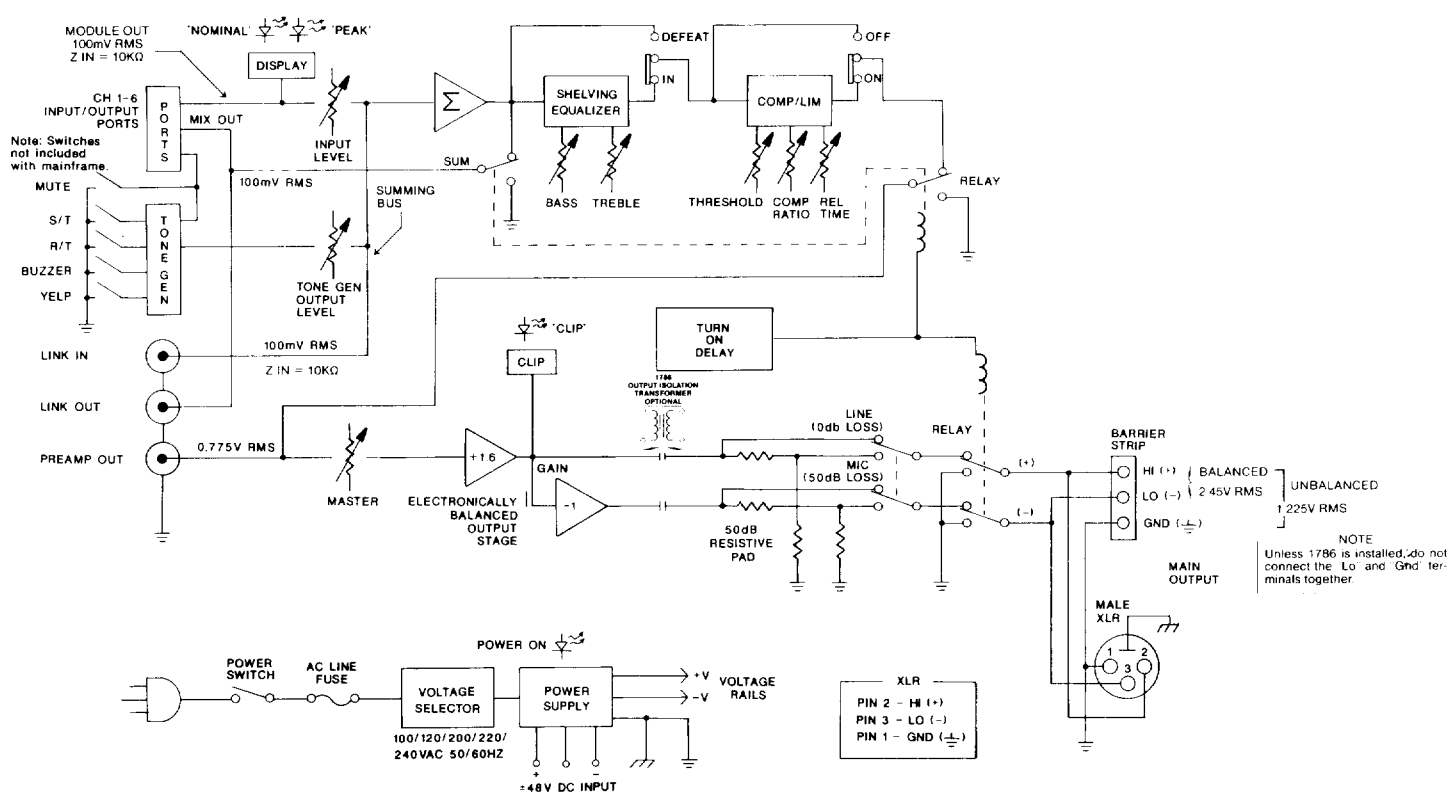 MODULE OUT
100mV RMS
Z IN = 10KΩ
'NOMINAL'
'PEAK'
DISPLAY
CH 1-6
INPUT/OUTPUT
PORTS
PORTS
MIX OUT
Note: Switches
not included
with mainframe.
INPUT
LEVEL
Σ
DEFEAT
IN
SHELVING
EQUALIZER
BASS
TREBLE
OFF
ON
COMP/LIM
THRESHOLD
COMP
RATIO
REL
TIME
SUM
100mV RMS
RELAY
MUTE
S/T
R/T
BUZZER
YELP
TONE GEN
SUMMING
BUS
TONE GEN
OUTPUT
LEVEL
LINK IN
100mV RMS
Z IN = 10KΩ
LINK OUT
PREAMP OUT
0.775V RMS
MASTER
'CLIP'
CLIP
+1.6
GAIN
-1
ELECTRONICALLY
BALANCED
OUTPUT
STAGE
TURN
ON
DELAY
1786
OUTPUT ISOLATION
TRANSFORMER
OPTIONAL
LINE
(0db LOSS)
MIC
(50dB LOSS)
50dB
RESISTIVE
PAD
RELAY
(+)
(-)
BARRIER
STRIP
HI (+)
LO (-)
GND (⏚)
BALANCED
2 45V RMS
UNBALANCED
1 225V RMS
MAIN
OUTPUT
NOTE
Unless 1786 is installed, do not
connect the "Lo" and "Gnd" ter-
minals together.
MALE
XLR
1
2
3
POWER
SWITCH
AC LINE
FUSE
VOLTAGE
SELECTOR
100/120/200/220/
240VAC 50/60HZ
POWER ON
POWER
SUPPLY
+V
-V
VOLTAGE
RAILS
+
-
±48V DC INPUT
XLR
PIN 2 - HI (+)
PIN 3 - LO (-)
PIN 1 - GND (⏚)